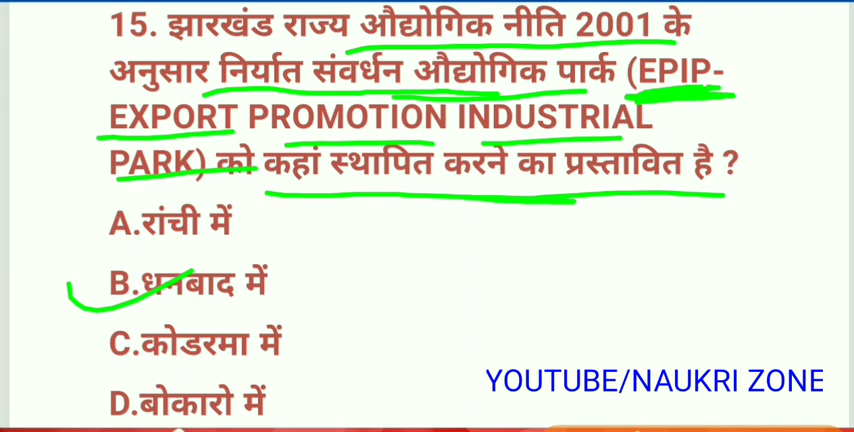 15. झारखंड राज्य औद्योगिक नीति 2001 के
अनुसार निर्यात संवर्धन औद्योगिक पार्क (EPIP-
EXPORT PROMOTION INDUSTRIAL
PARK) को कहां स्थापित करने का प्रस्तावित है ?
A.रांची में
B.धनबाद में
C.कोडरमा में
D.बोकारो में
YOUTUBE/NAUKRI ZONE